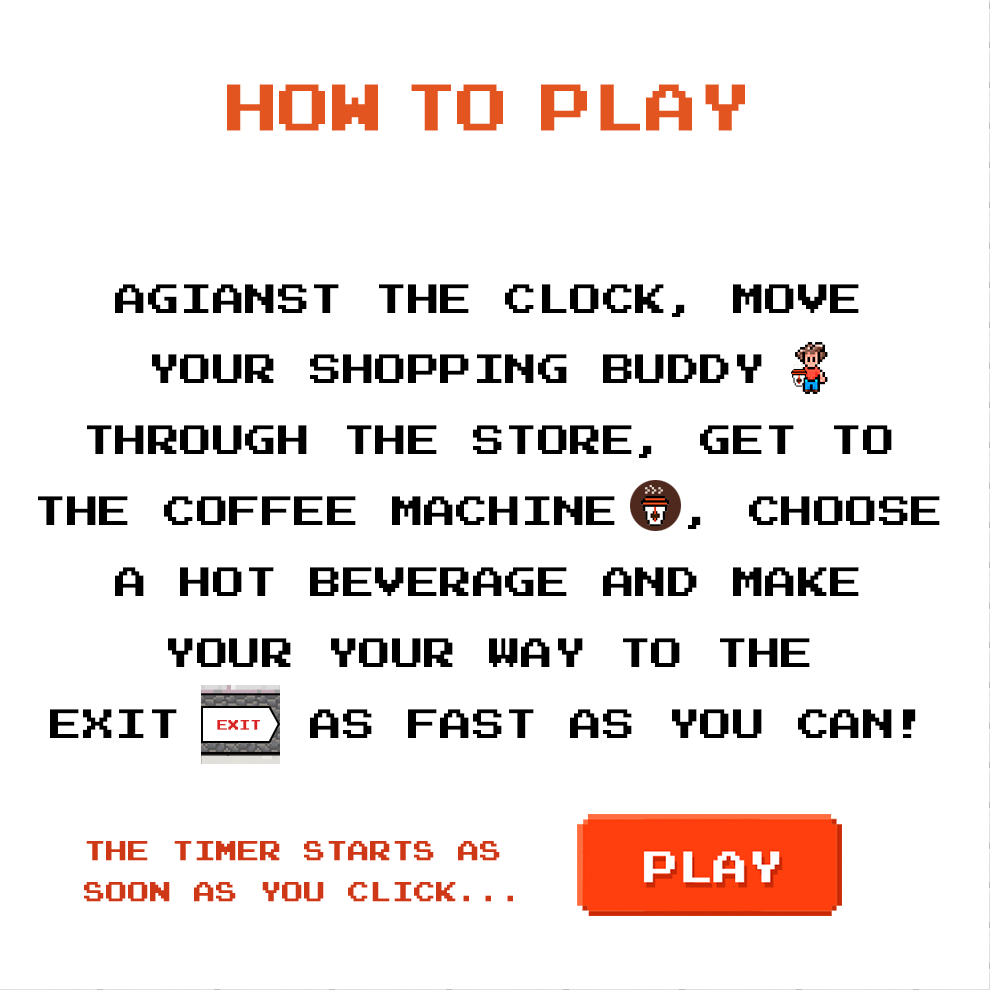 HOW TO PLAY
AGIANST THE CLOCK, MOVE
YOUR SHOPPING BUDDY
THROUGH THE STORE, GET TO
THE COFFEE MACHINE , CHOOSE
A HOT BEVERAGE AND MAKE
YOUR YOUR WAY TO THE
EXIT EXIT AS FAST AS YOU CAN!
THE TIMER STARTS AS
SOON AS YOU CLICK...
PLAY